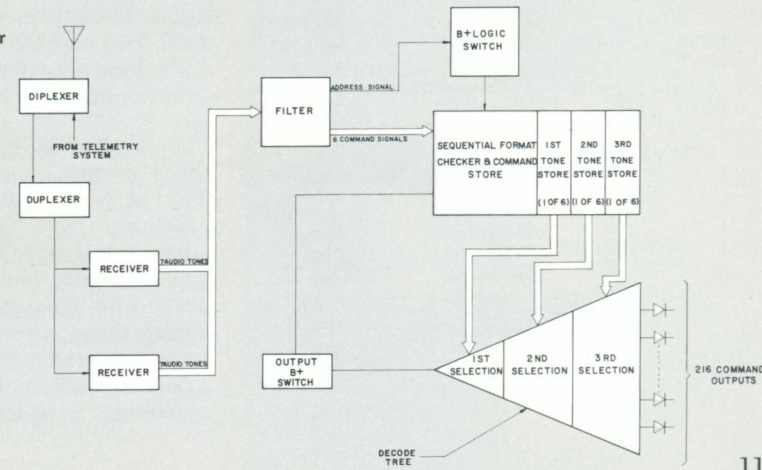 r
DIPLEXER
FROM TELEMETRY
SYSTEM
DUPLEXER
RECEIVER
7AUDIO TONES
RECEIVER
7AUDIO TONES
FILTER
ADDRESS SIGNAL
6 COMMAND SIGNALS
B+LOGIC
SWITCH
SEQUENTIAL FORMAT
CHECKER & COMMAND
STORE
1ST
TONE
STORE
(1 OF 6)
2ND
TONE
STORE
(1 OF 6)
3RD
TONE
STORE
(1 OF 6)
OUTPUT
B+
SWITCH
1ST
SELECTION
2ND
SELECTION
3RD
SELECTION
DECODE
TREE
216 COMMAND
OUTPUTS
11